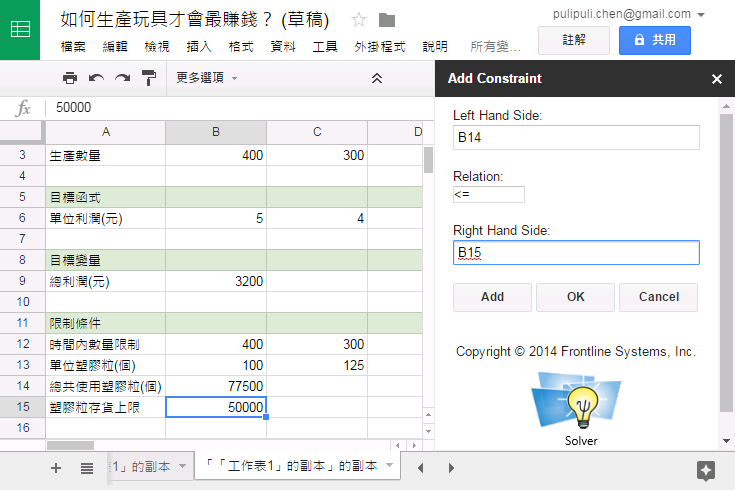 如何生產玩具才會最賺錢？ (草稿)
pulipuli.chen@gmail.com
檔案 編輯 檢視 插入 格式 資料 工具 外掛程式 說明 所有變…
註解
共用
更多選項
fx 50000
A B C D
3 生產數量 400 300
4
5 目標函式
6 單位利潤(元) 5 4
7
8 目標變量
9 總利潤(元) 3200
10
11 限制條件
12 時間內數量限制 400 300
13 單位塑膠粒(個) 100 125
14 總共使用塑膠粒(個) 77500
15 塑膠粒存貨上限 50000
16
1」的副本 「「工作表1」的副本」的副本
Add Constraint
Left Hand Side:
B14
Relation:
<=
Right Hand Side:
B15
Add OK Cancel
Copyright © 2014 Frontline Systems, Inc.
Solver